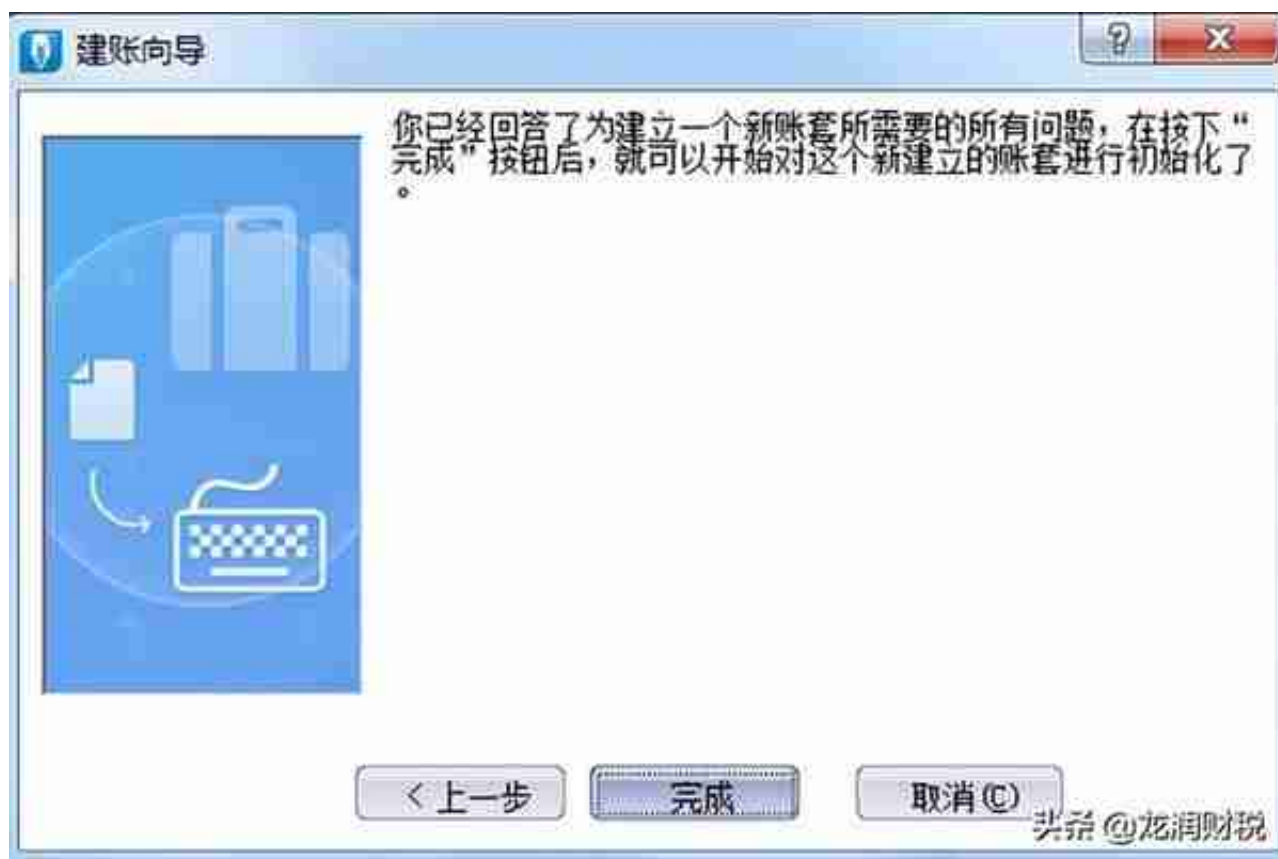 建账向导
你已经回答了为建立一个新账套所需要的所有问题，在按下“
完成”按钮后，就可以开始对这个新建立的账套进行初始化了
。
<上一步
完成
取消(C)
头条 @龙润财税